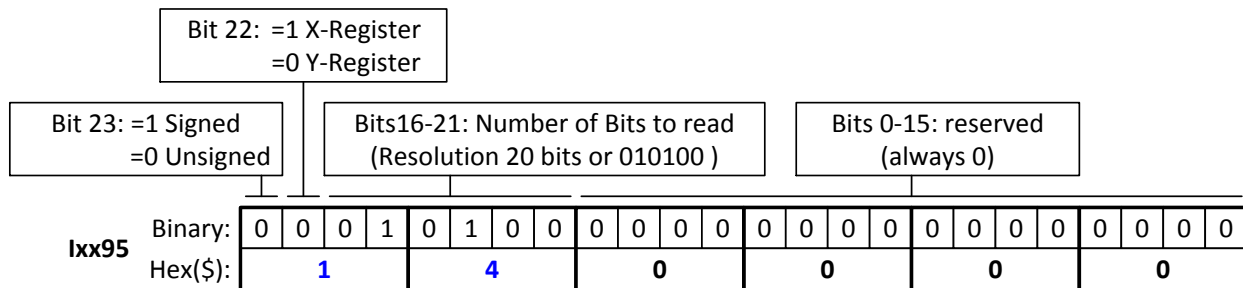 Bit 22: =1 X-Register
=0 Y-Register
Bit 23: =1 Signed
=0 Unsigned
Bits16-21: Number of Bits to read
(Resolution 20 bits or 010100 )
Bits 0-15: reserved
(always 0)
Ixx95
Binary: 0 0 0 1 0 1 0 0 0 0 0 0 0 0 0 0 0 0 0 0 0 0 0 0
Hex($): 1 4 0 0 0 0